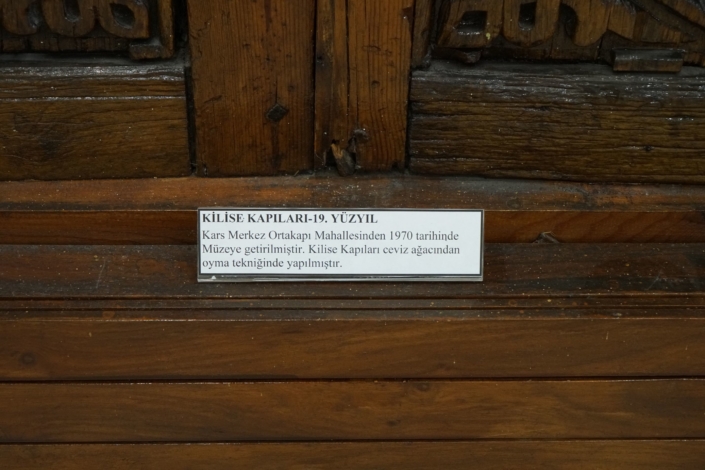 KİLİSE KAPILARI-19. YÜZYIL
Kars Merkez Ortakapı Mahallesinden 1970 tarihinde
Müzeye getirilmiştir. Kilise Kapıları ceviz ağacından
oyma tekniğinde yapılmıştır.